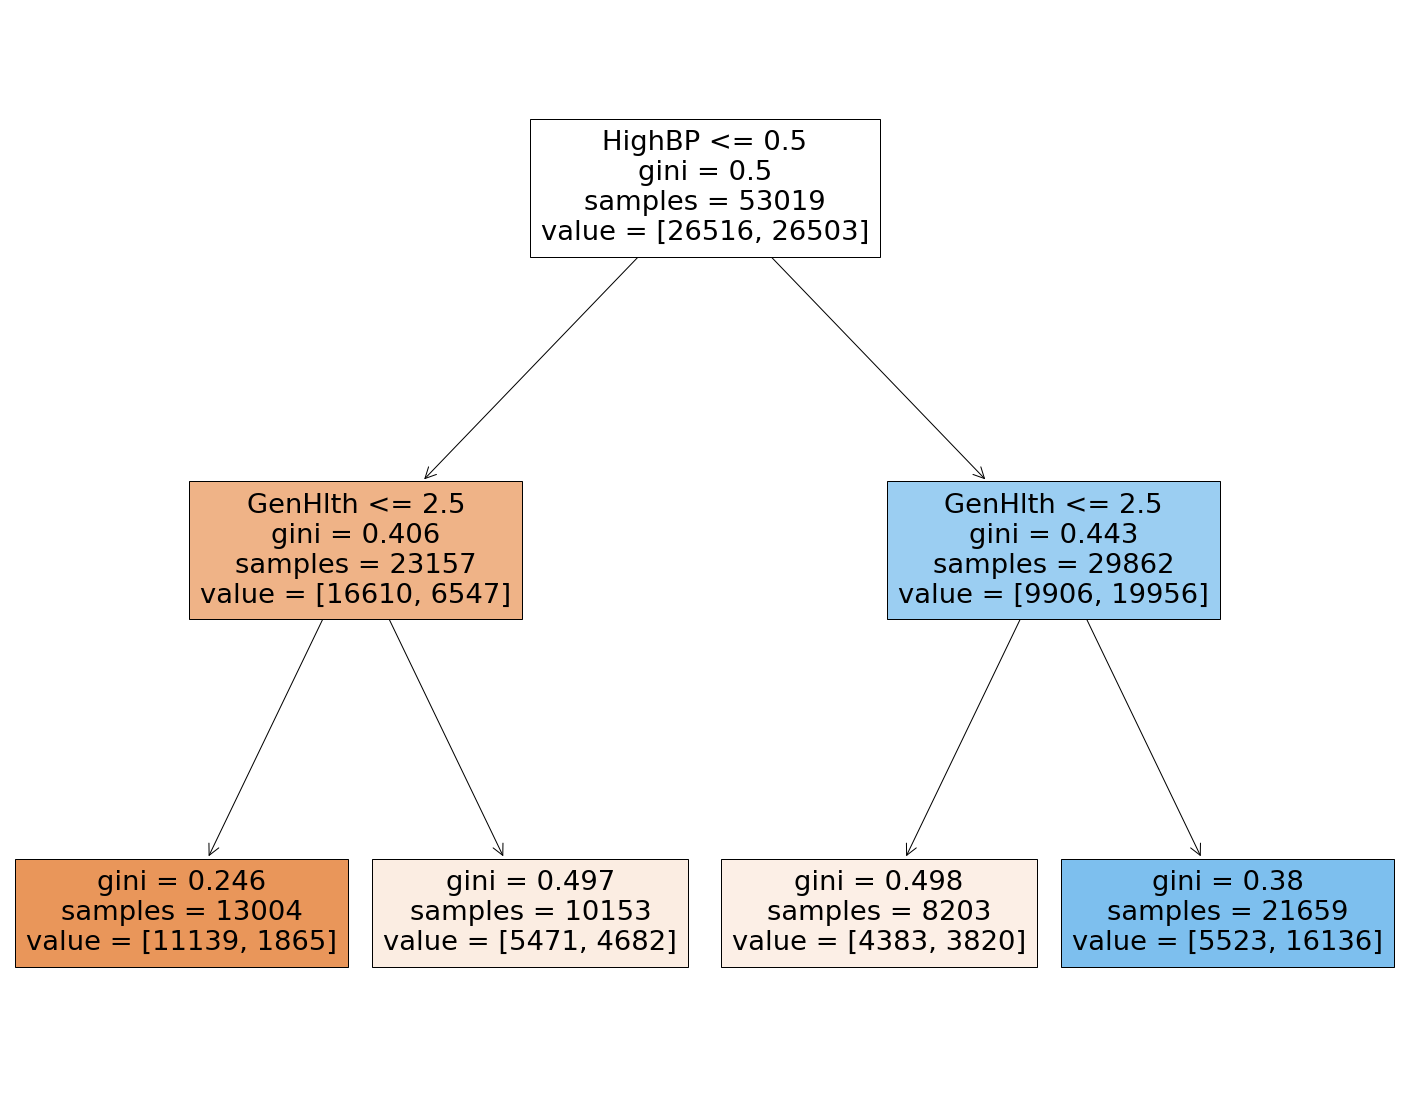 HighBP <= 0.5
gini = 0.5
samples = 53019
value = [26516, 26503]
GenHlth <= 2.5
gini = 0.406
samples = 23157
value = [16610, 6547]
GenHlth <= 2.5
gini = 0.443
samples = 29862
value = [9906, 19956]
gini = 0.246
samples = 13004
value = [11139, 1865]
gini = 0.497
samples = 10153
value = [5471, 4682]
gini = 0.498
samples = 8203
value = [4383, 3820]
gini = 0.38
samples = 21659
value = [5523, 16136]